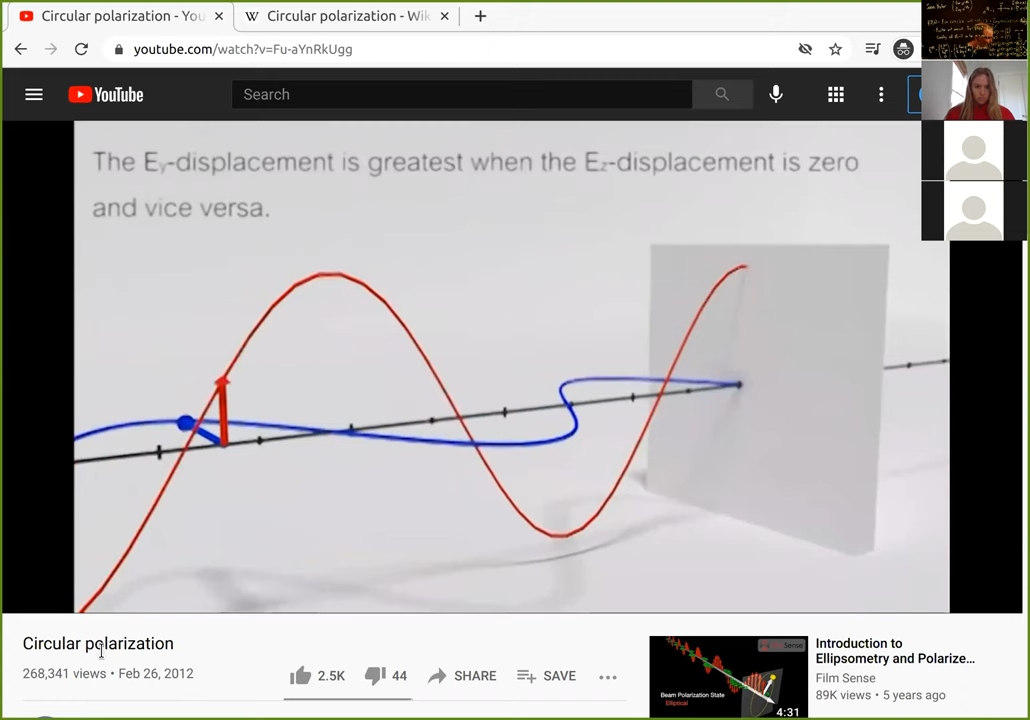 Circular polarization - You
Circular polarization - Wik
youtube.com/watch?v=Fu-aYnRkUgg
YouTube
Search
The Ey-displacement is greatest when the Ez-displacement is zero
and vice versa.
Circular polarization
268,341 views • Feb 26, 2012
2.5K
44
SHARE
SAVE
Beam Polarization State
Elliptical
4:31
Introduction to
Ellipsometry and Polarize...
Film Sense
89K views • 5 years ago